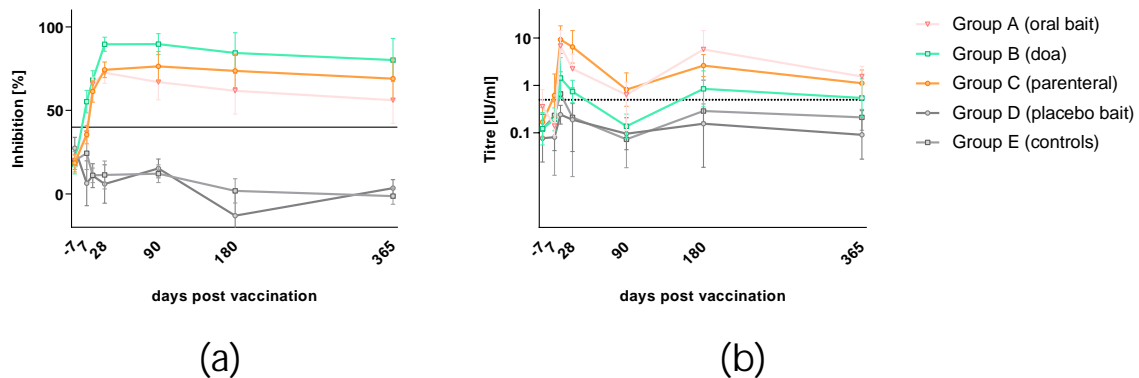 Inhibition [%]
100
50
0
-7
7
28
90
180
365
days post vaccination
(a)
Titre [IU/ml]
10
1
0.1
-7
7
28
90
180
365
days post vaccination
(b)
Group A (oral bait)
Group B (doa)
Group C (parenteral)
Group D (placebo bait)
Group E (controls)